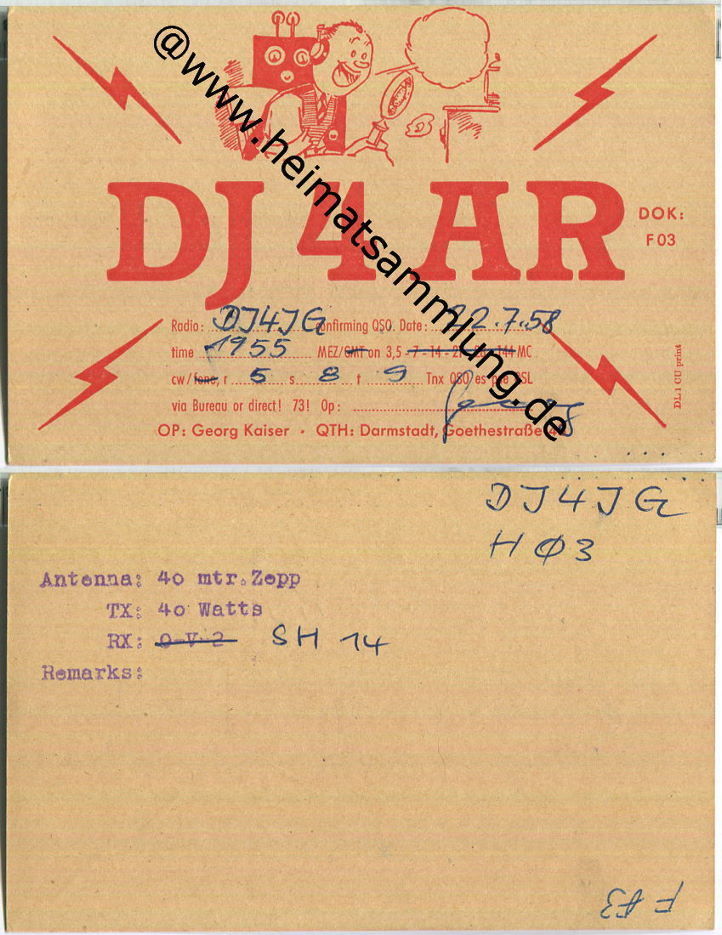 @www.heimatsammlung.de
DJ 4 AR
DOK:
F 03
Radio: DJ4JG confirming QSO. Date: 22.7.58
time 1955 MEZ/GMT on 3,5 - 7 - 14 - 21 144 MC
cw/fone, r 5 s 8 t 9 Tnx QSO es pse QSL
via Bureau or direct! 73! Op:
OP: Georg Kaiser · QTH: Darmstadt, Goethestraße
DL 1 CU print
DJ4JG
HØ3
Antenna: 40 mtr. Zepp
TX: 40 Watts
RX: 0-V-2 SH 14
Remarks:
F Ø3